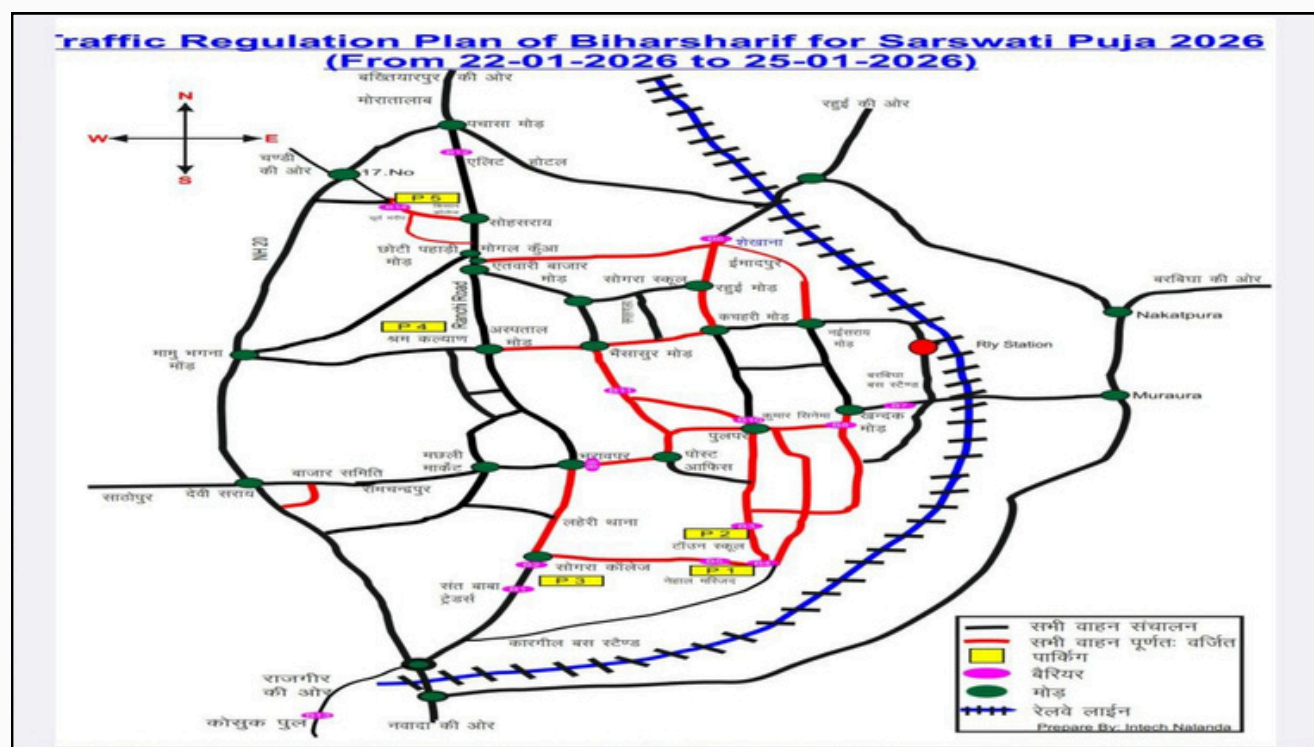 Traffic Regulation Plan of Biharsharif for Sarswati Puja 2026
(From 22-01-2026 to 25-01-2026)
बख्तियारपुर की ओर
मोरातालाब
रहुई की ओर
N
W E
S
पचासा मोड़
एलिट होटल
चण्डी
की ओर
17.No
P 5
सोहसराय
छोटी पहाड़ी
मोड़
मोगल कुँआ
एतवारी बाजार
मोड़
सोगरा स्कूल
शेखाना
ईमादपुर
रहुई मोड़
बरबिघा की ओर
NH 20
Ranchi Road
P 4
श्रम कल्याण
अस्पताल
मोड़
भैंसासुर मोड़
कचहरी मोड़
नईसराय
मोड़
Nakatpura
Rly Station
मामु भगना
मोड़
बरबिघा
बस स्टैण्ड
Muraura
कुमार सिनेमा
खन्दक
मोड़
पुलपर
मछली
मार्केट
भरावपर
पोस्ट
आफिस
बाजार समिति
साठोपुर
देवी सराय
रामचन्द्रपुर
लहेरी थाना
P 2
टॉउन स्कूल
P 1
नेहाल मस्जिद
सोगरा कॉलेज
P 3
संत बाबा
ट्रेडर्स
कारगील बस स्टैण्ड
राजगीर
की ओर
कोसुक पुल
नवादा की ओर
सभी वाहन संचालन
सभी वाहन पूर्णतः वर्जित
पार्किंग
बैरियर
मोड़
रेलवे लाईन
Prepare By: Intech Nalanda